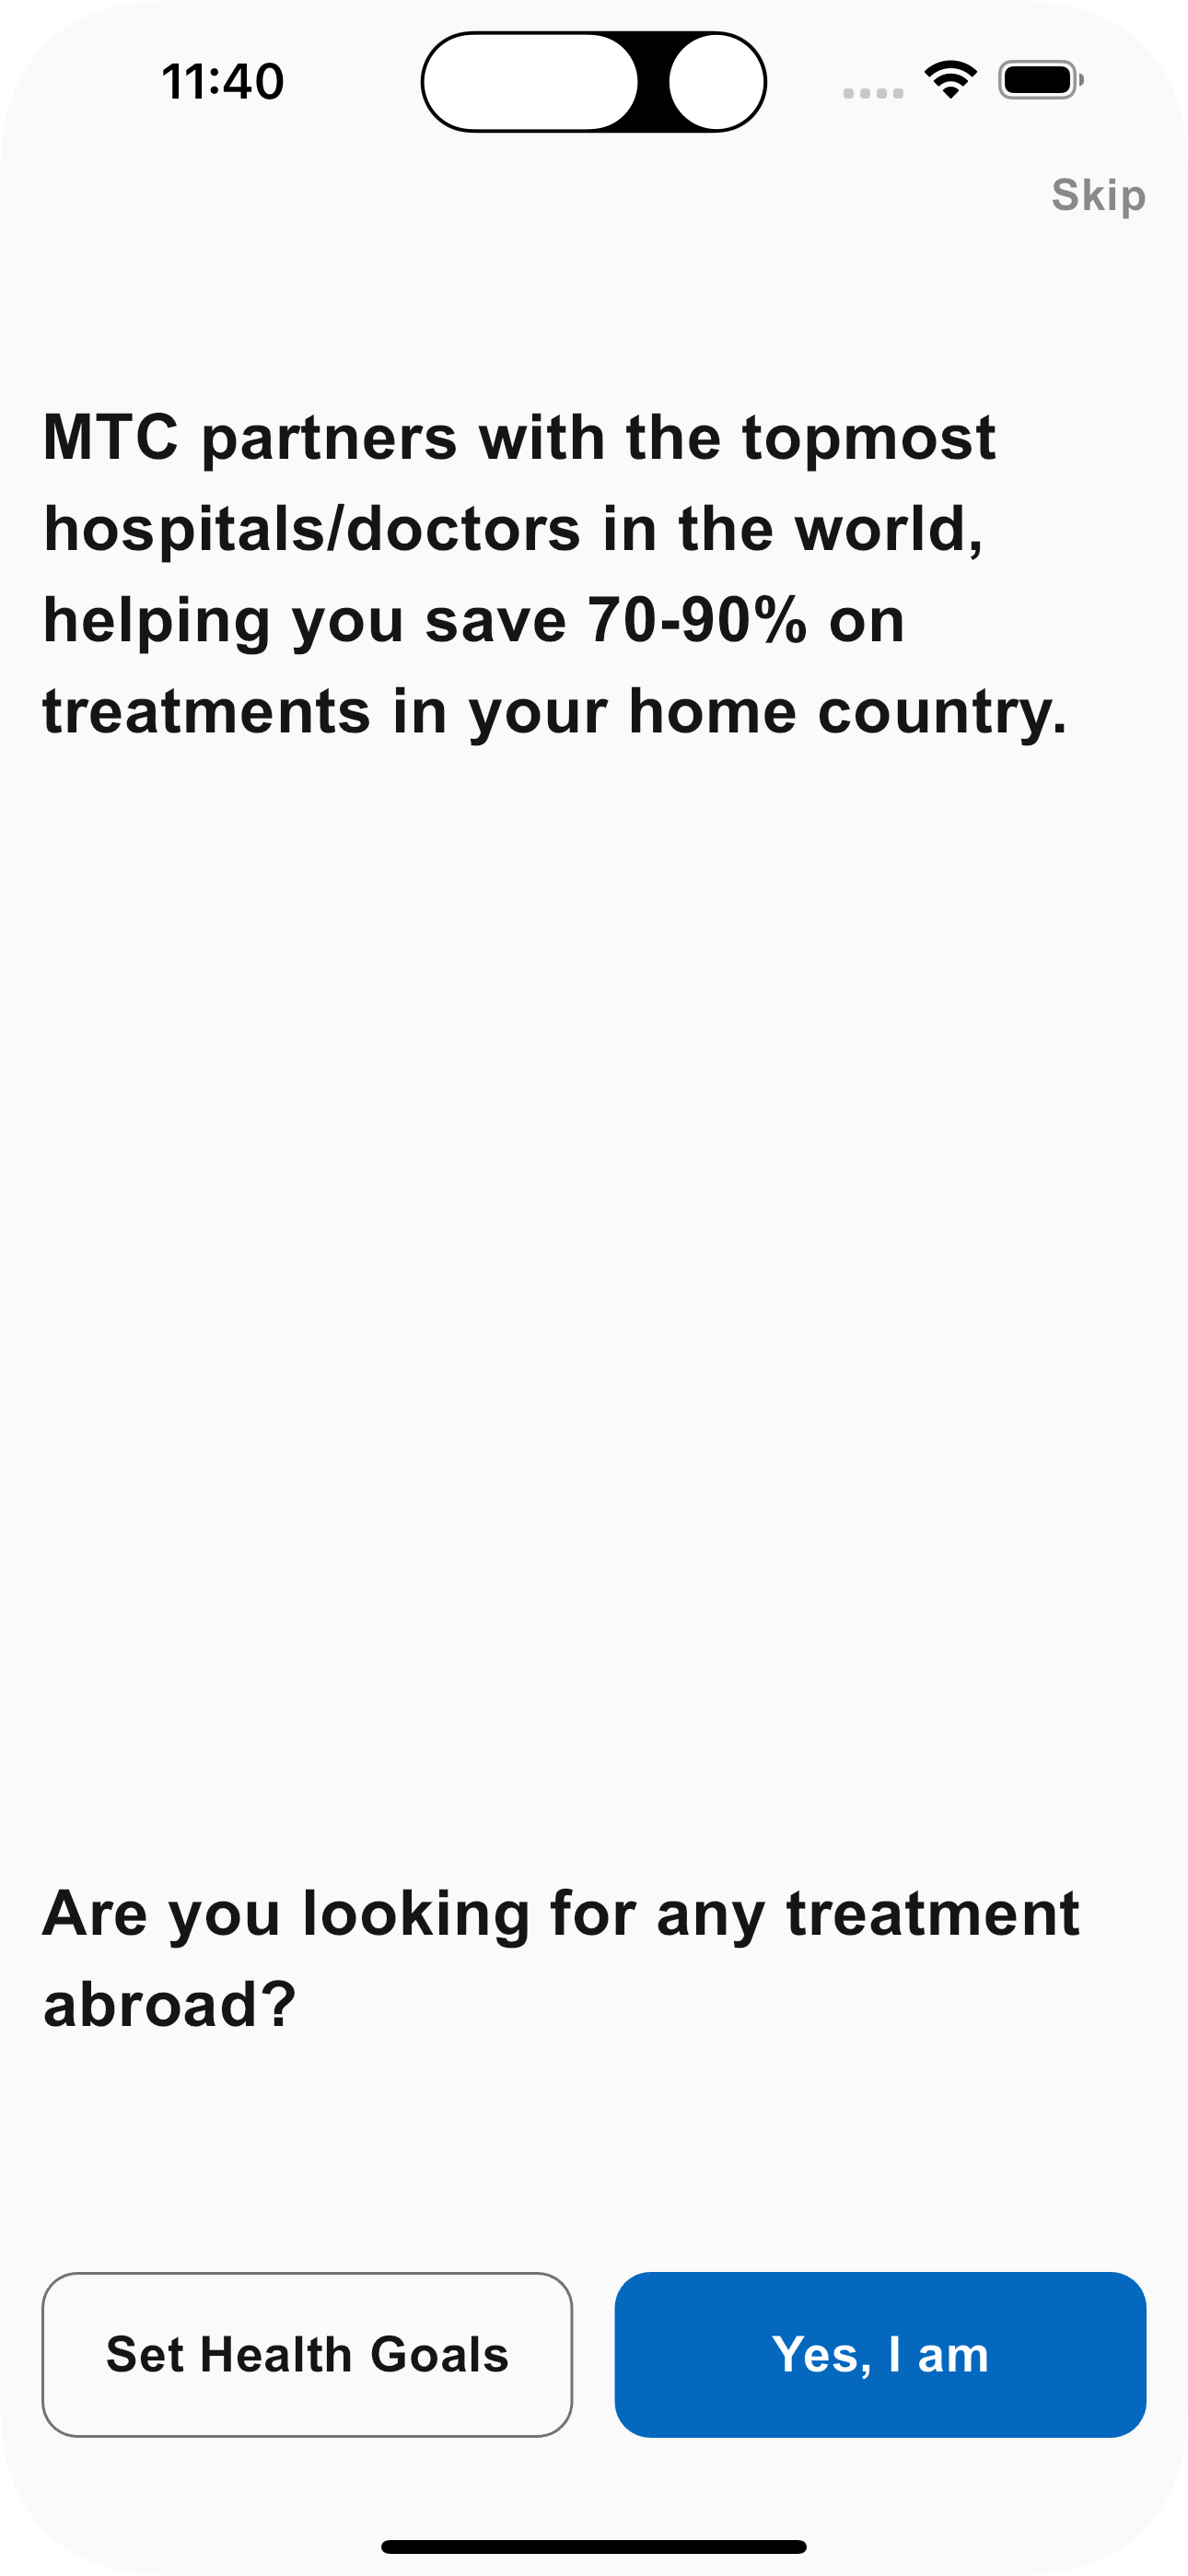 11:40
Skip
MTC partners with the topmost
hospitals/doctors in the world,
helping you save 70-90% on
treatments in your home country.
Are you looking for any treatment
abroad?
Set Health Goals
Yes, I am